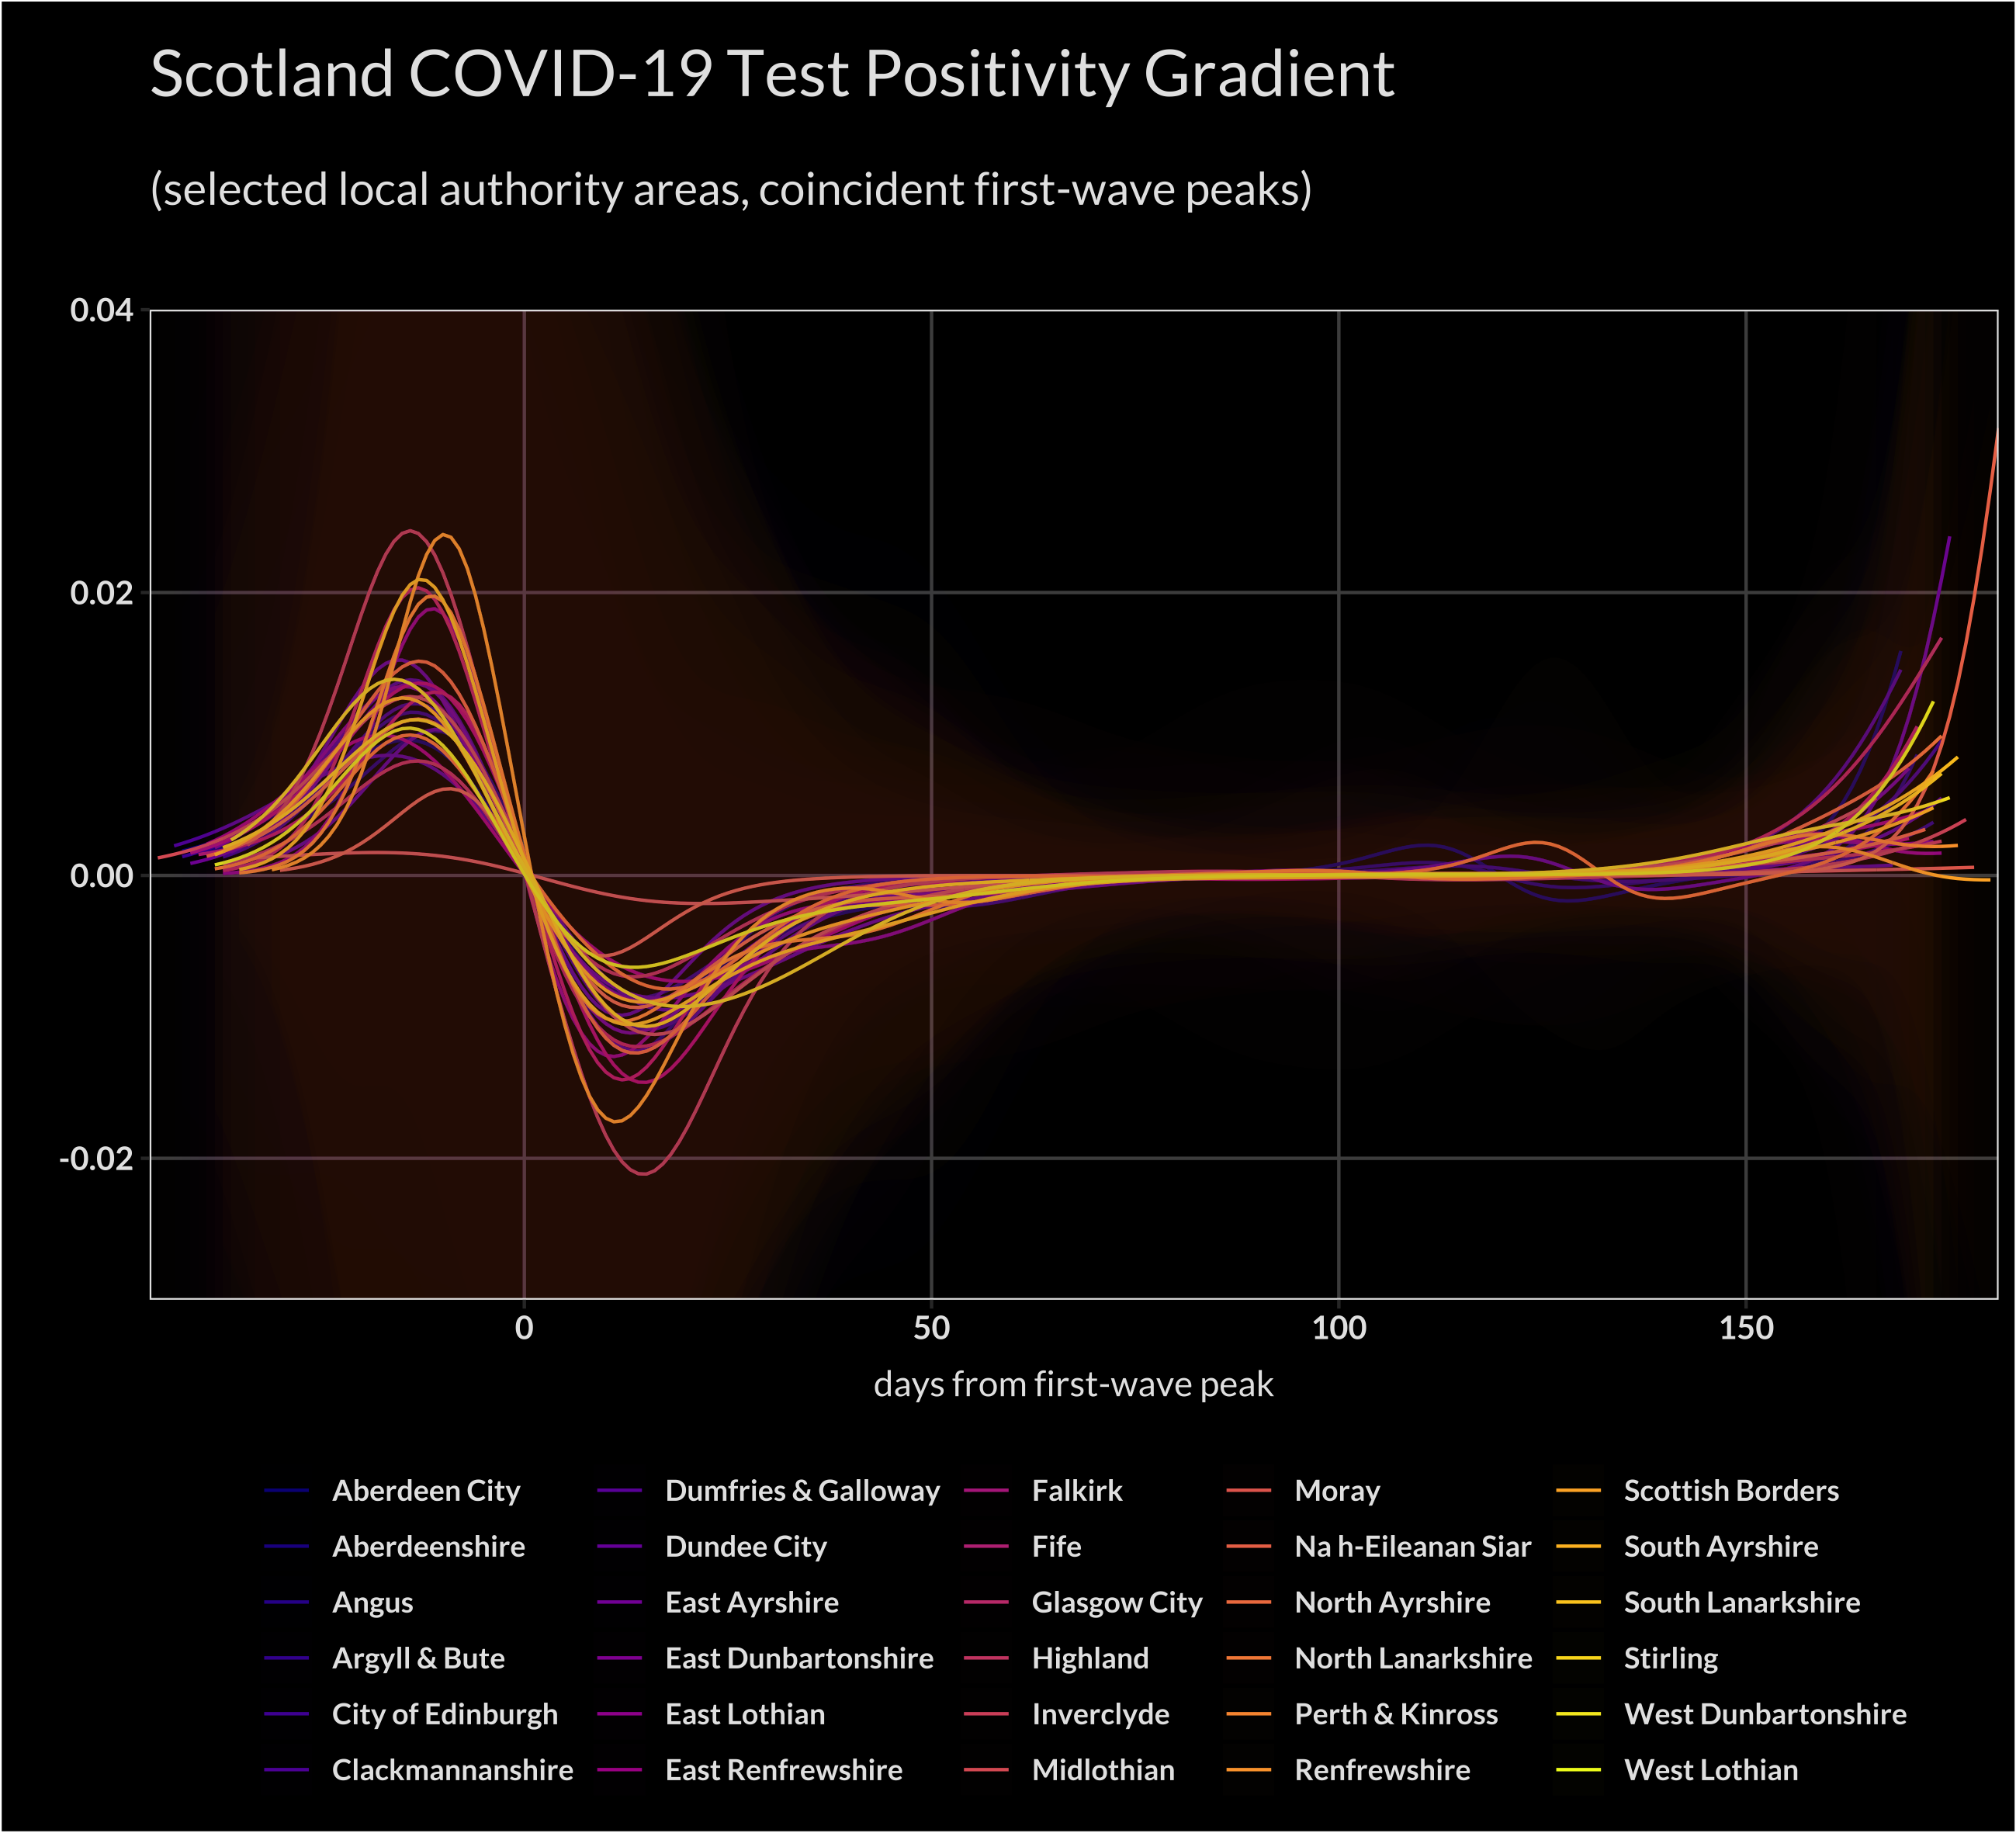 Scotland COVID-19 Test Positivity Gradient
(selected local authority areas, coincident first-wave peaks)
0.04
0.02
0.00
-0.02
0 50 100 150
days from first-wave peak
Aberdeen City Dumfries & Galloway Falkirk Moray Scottish Borders
Aberdeenshire Dundee City Fife Na h-Eileanan Siar South Ayrshire
Angus East Ayrshire Glasgow City North Ayrshire South Lanarkshire
Argyll & Bute East Dunbartonshire Highland North Lanarkshire Stirling
City of Edinburgh East Lothian Inverclyde Perth & Kinross West Dunbartonshire
Clackmannanshire East Renfrewshire Midlothian Renfrewshire West Lothian